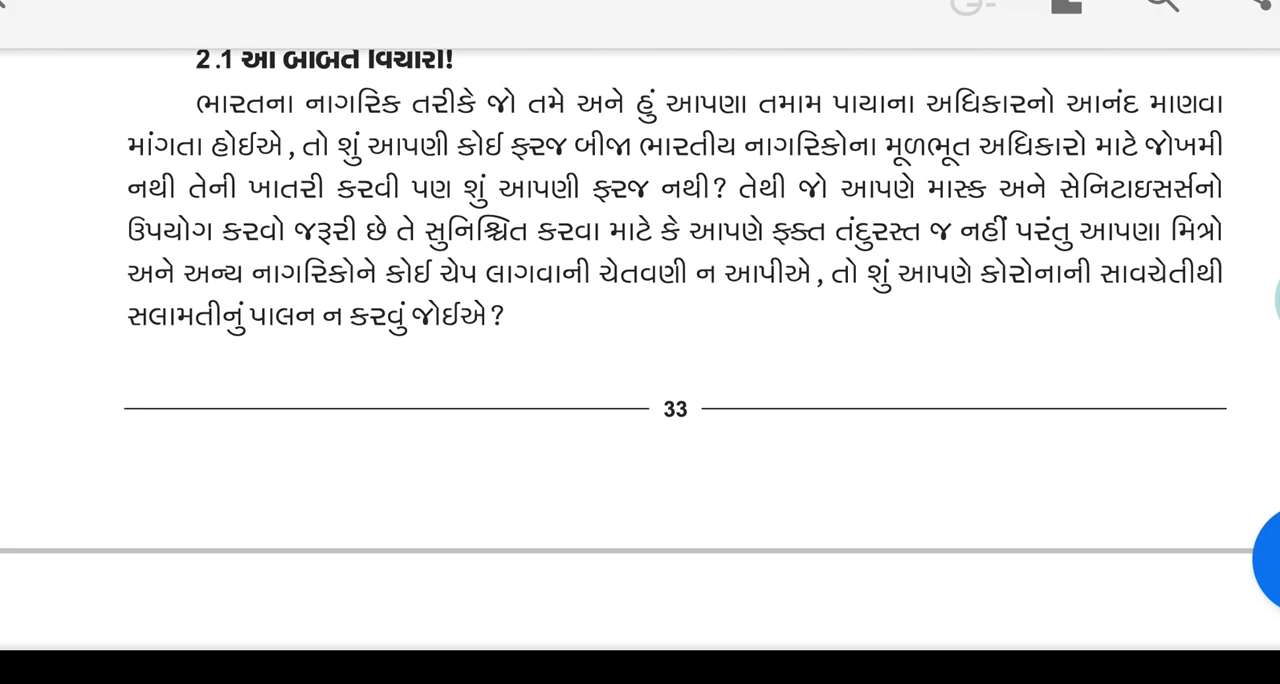 2.1 આ બાબતે વિચારો!
ભારતના નાગરિક તરીકે જો તમે અને હું આપણા તમામ પાયાના અધિકારનો આનંદ માણવા
માંગતા હોઈએ, તો શું આપણી કોઈ ફરજ બીજા ભારતીય નાગરિકોના મૂળભૂત અધિકારો માટે જોખમી
નથી તેની ખાતરી કરવી પણ શું આપણી ફરજ નથી? તેથી જો આપણે માસ્ક અને સેનિટાઇસર્સનો
ઉપયોગ કરવો જરૂરી છે તે સુનિશ્ચિત કરવા માટે કે આપણે ફક્ત તંદુરસ્ત જ નહીં પરંતુ આપણા મિત્રો
અને અન્ય નાગરિકોને કોઈ ચેપ લાગવાની ચેતવણી ન આપીએ, તો શું આપણે કોરોનાની સાવચેતીથી
સલામતીનું પાલન ન કરવું જોઈએ?
33